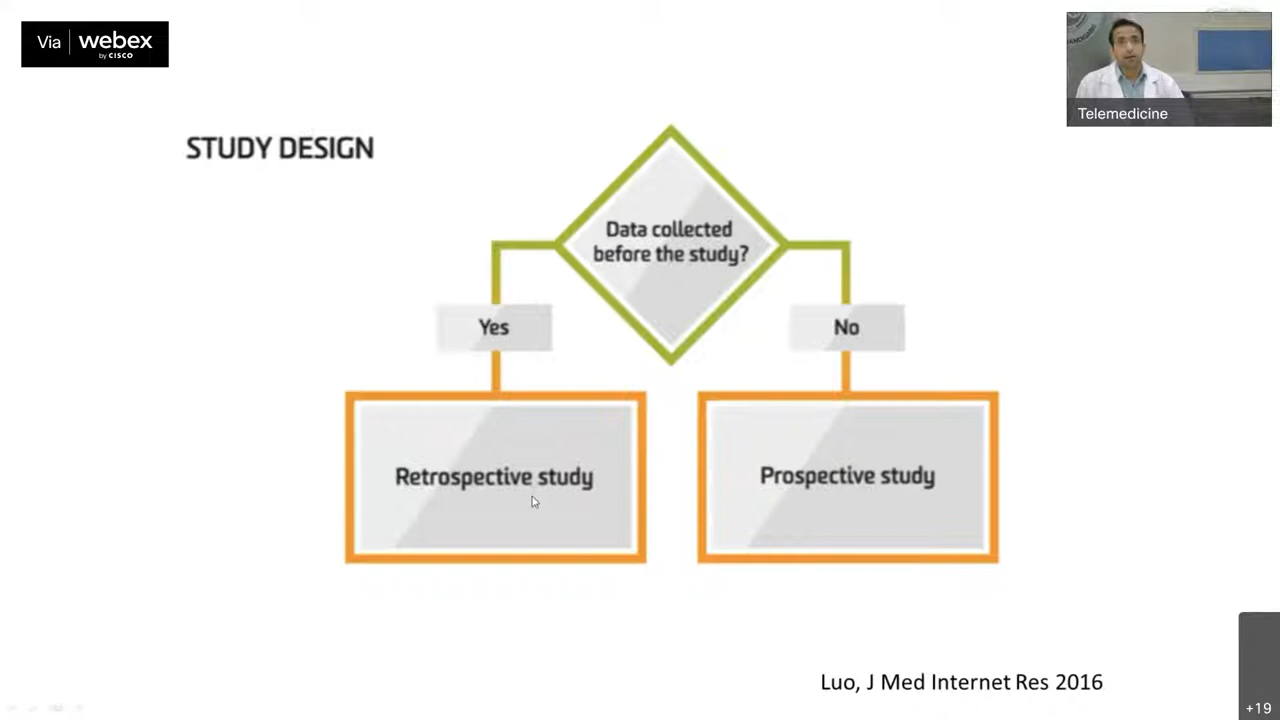 Via webex
by CISCO
Telemedicine
STUDY DESIGN
Data collected
before the study?
Yes
No
Retrospective study
Prospective study
Luo, J Med Internet Res 2016
+19